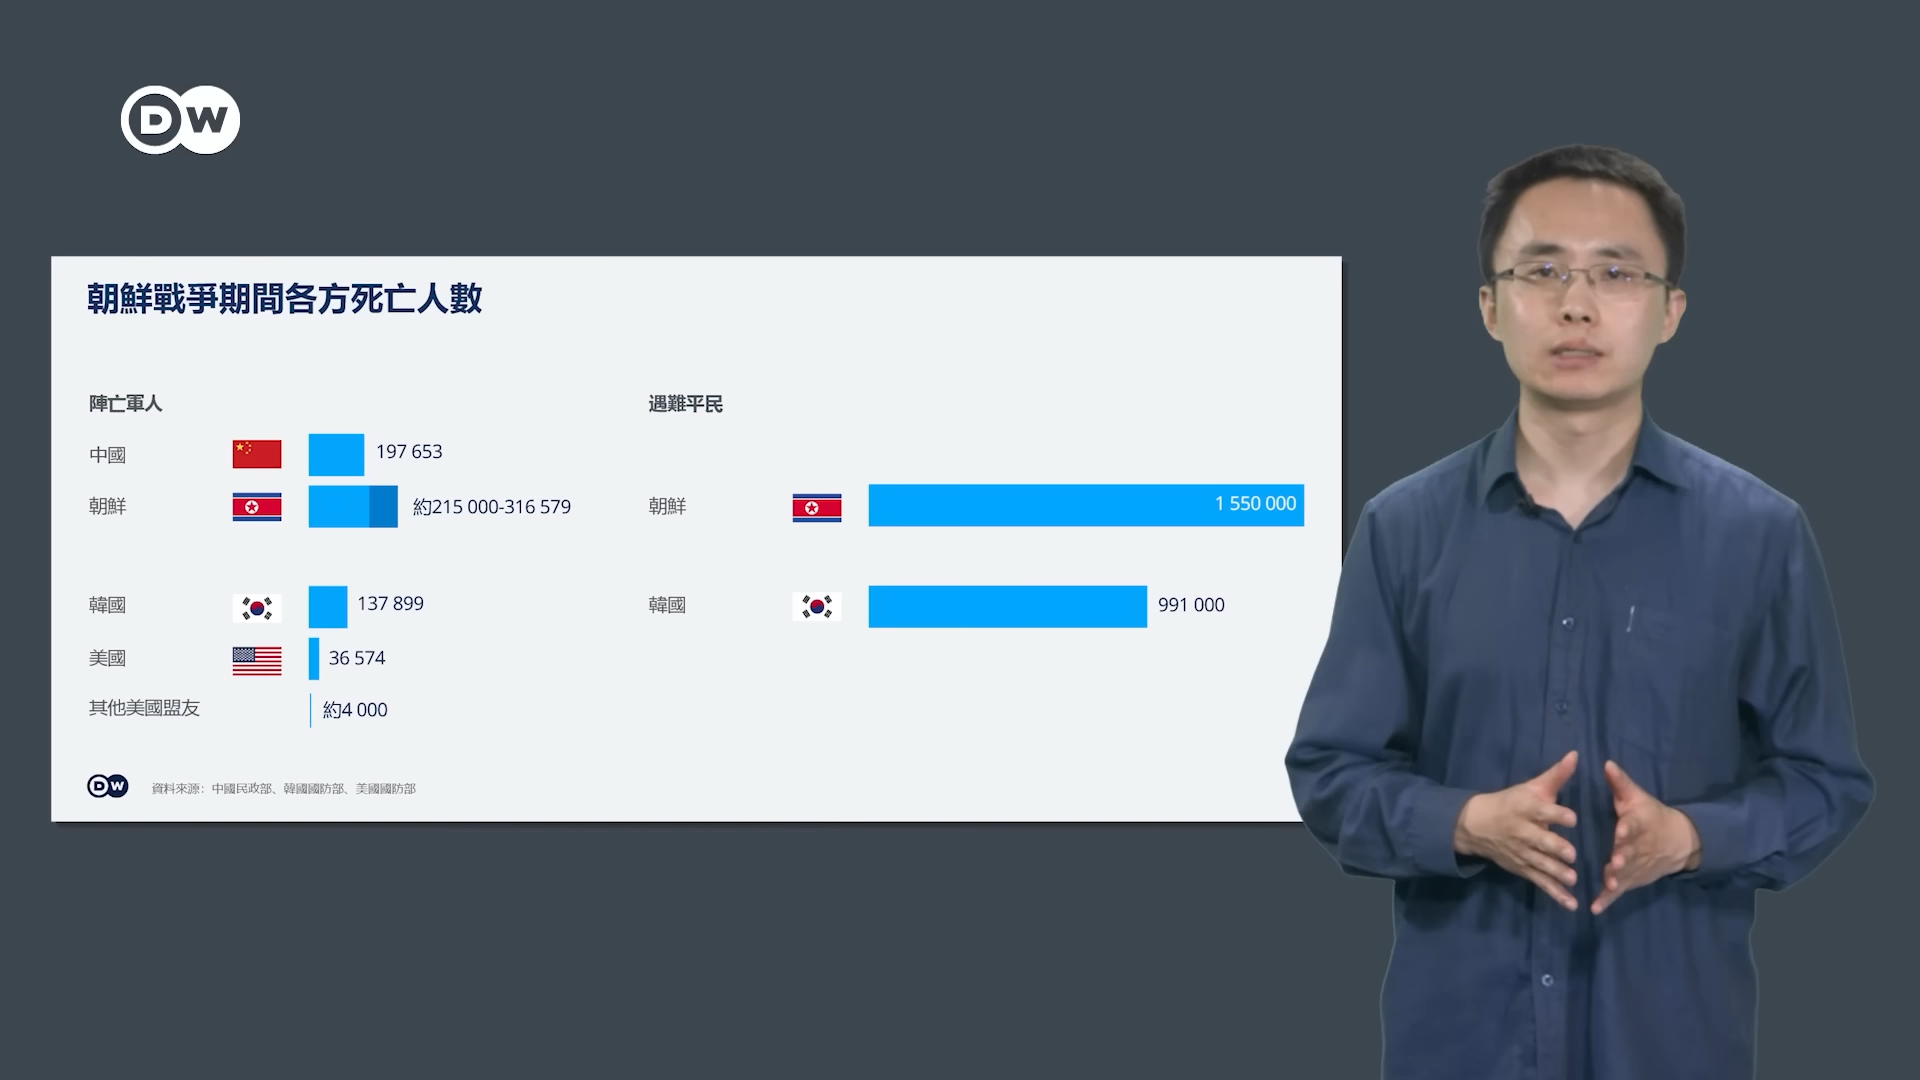 DW
朝鮮戰爭期間各方死亡人數
陣亡軍人
中國 197 653
朝鮮 約215 000-316 579
韓國 137 899
美國 36 574
其他美國盟友 約4 000
遇難平民
朝鮮 1 550 000
韓國 991 000
DW 資料來源：中國民政部、韓國國防部、美國國防部